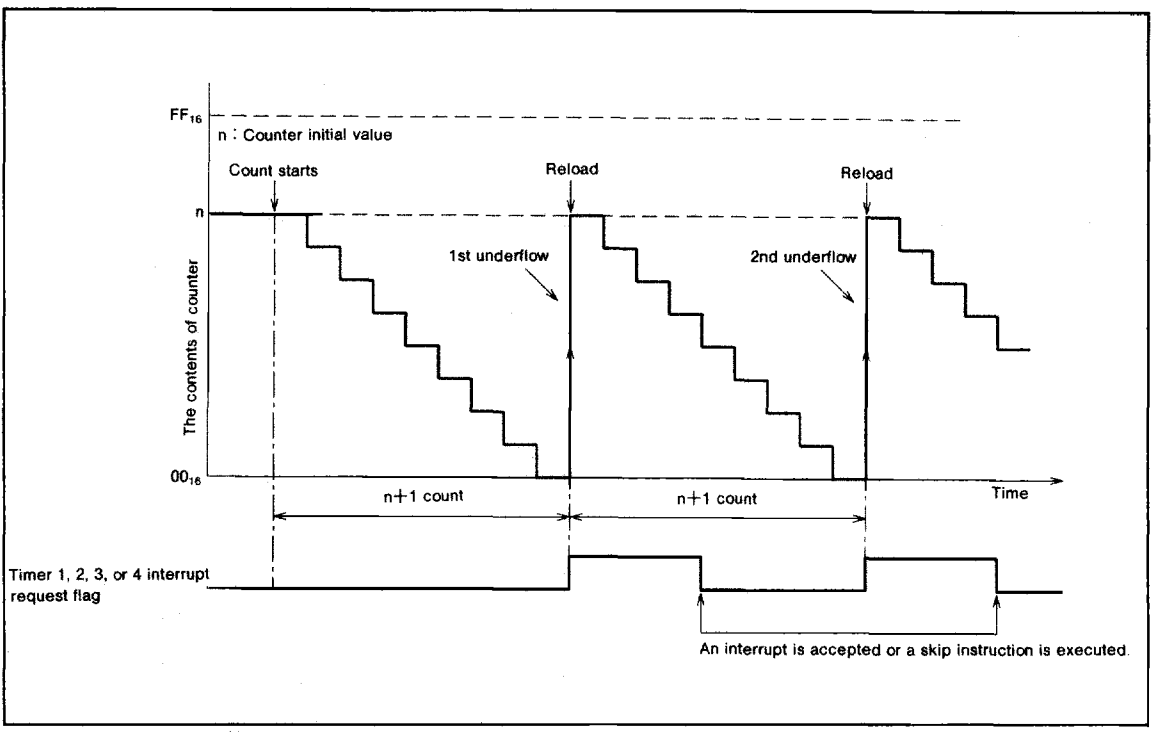 FF₁₆
n : Counter initial value
Count starts
Reload
Reload
n
1st underflow
2nd underflow
The contents of counter
00₁₆
Time
n+1 count
n+1 count
Timer 1, 2, 3, or 4 interrupt
request flag
An interrupt is accepted or a skip instruction is executed.